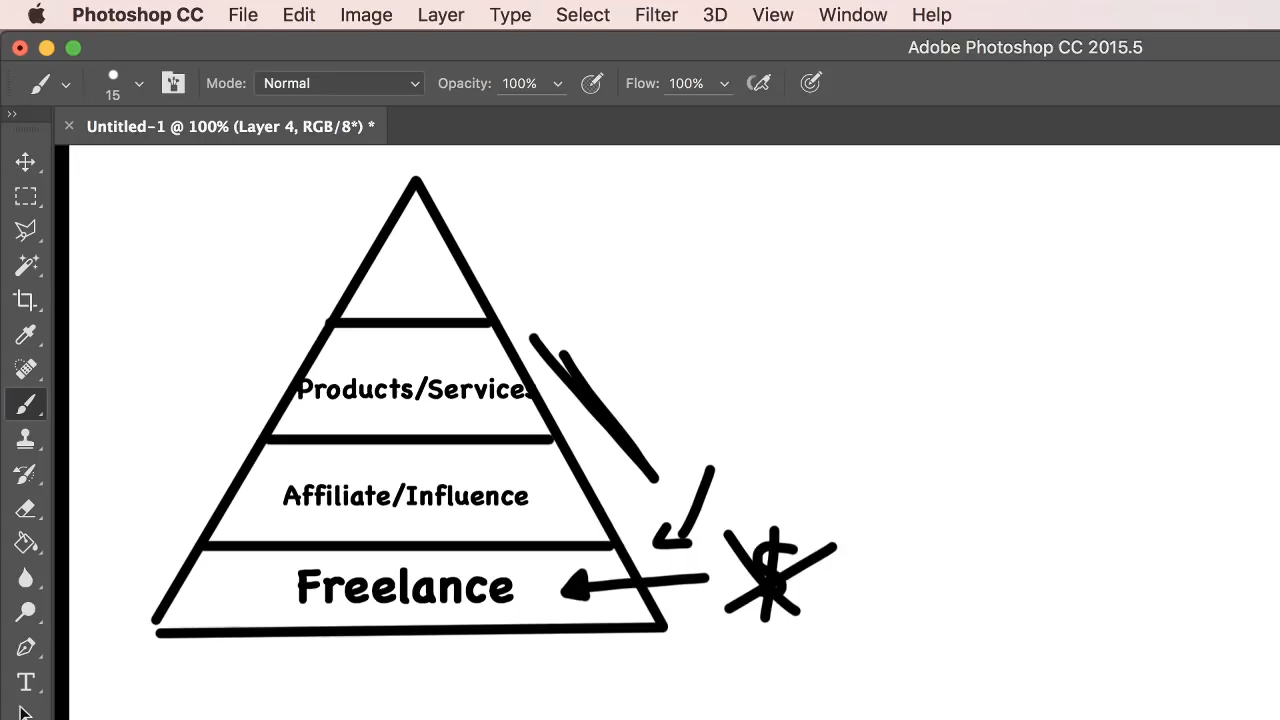 Photoshop CC File Edit Image Layer Type Select Filter 3D View Window Help
Adobe Photoshop CC 2015.5
15 Mode: Normal Opacity: 100% Flow: 100%
Untitled-1 @ 100% (Layer 4, RGB/8*) *
Products/Services
Affiliate/Influence
Freelance
$
T